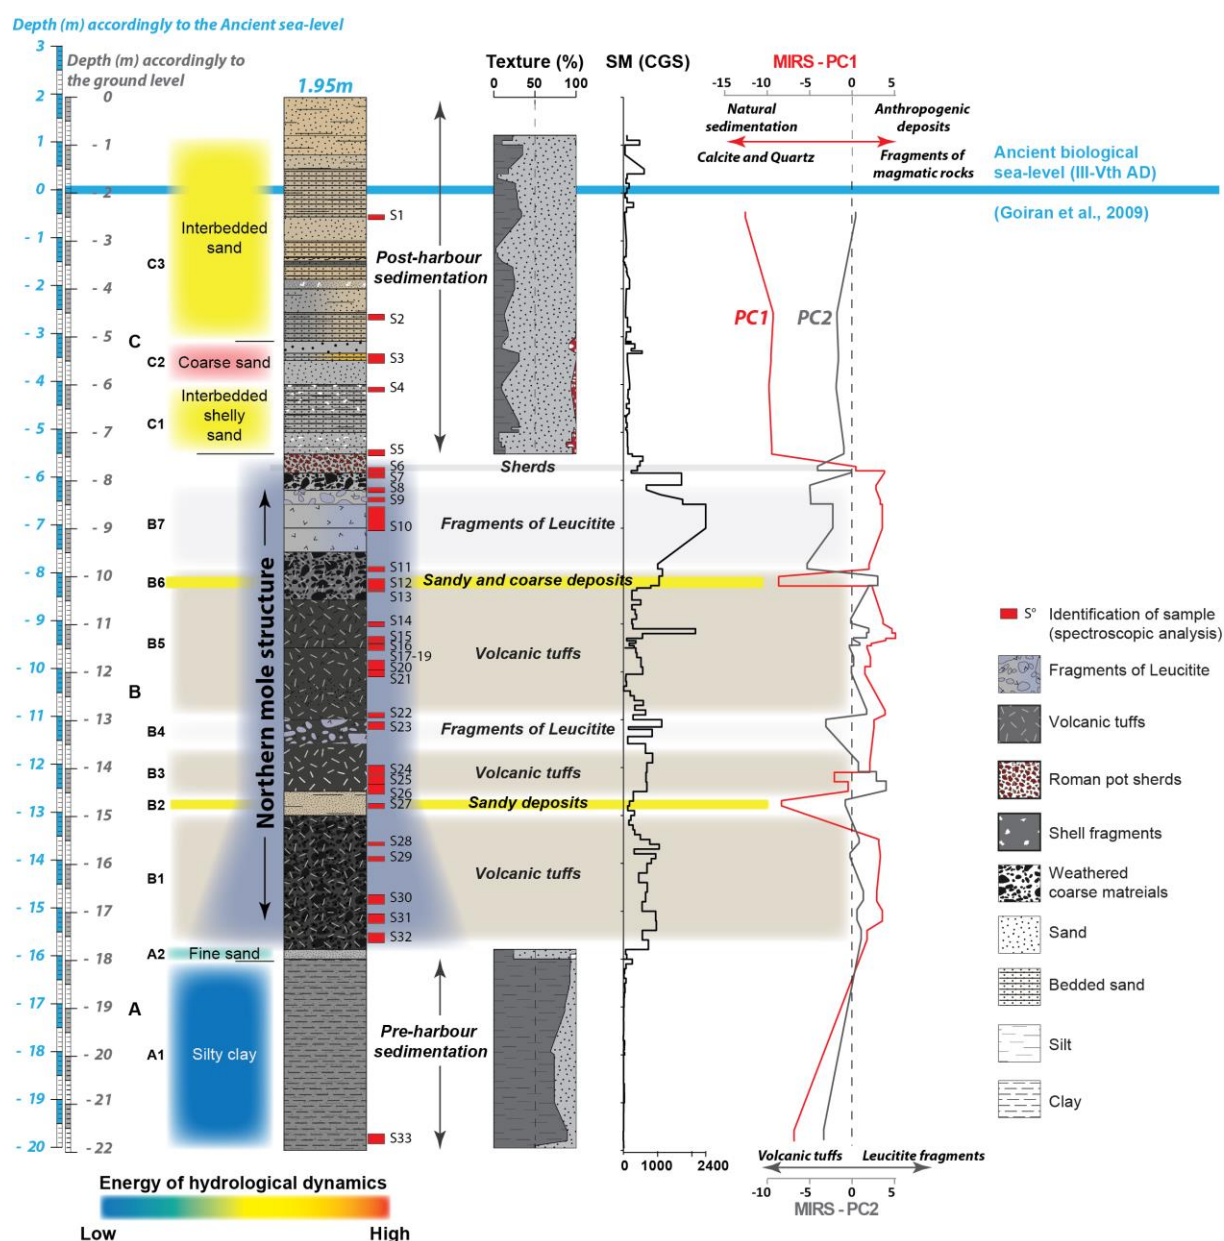 Depth (m) accordingly to the Ancient sea-level
Depth (m) accordingly to
the ground level
1.95m
Texture (%)
0 50 100
SM (CGS)
MIRS - PC1
-15 -5 0 5
Natural
sedimentation
Anthropogenic
deposits
Calcite and Quartz
Fragments of
magmatic rocks
Ancient biological
sea-level (III-Vth AD)
(Goiran et al., 2009)
3
2
1
0
- 1
- 2
- 3
- 4
- 5
- 6
- 7
- 8
- 9
- 10
- 11
- 12
- 13
- 14
- 15
- 16
- 17
- 18
- 19
- 20
0
- 1
- 2
- 3
- 4
- 5
- 6
- 7
- 8
- 9
- 10
- 11
- 12
- 13
- 14
- 15
- 16
- 17
- 18
- 19
- 20
- 21
- 22
C
C3
C2
C1
B
B7
B6
B5
B4
B3
B2
B1
A
A2
A1
Interbedded
sand
Coarse sand
Interbedded
shelly
sand
Fine sand
Silty clay
Northern mole structure
S1
S2
S3
S4
S5
S6
S7
S8
S9
S10
S11
S12
S13
S14
S15
S16
S17-19
S20
S21
S22
S23
S24
S25
S26
S27
S28
S29
S30
S31
S32
S33
Post-harbour
sedimentation
Sherds
Fragments of Leucitite
Sandy and coarse deposits
Volcanic tuffs
Fragments of Leucitite
Volcanic tuffs
Sandy deposits
Volcanic tuffs
Pre-harbour
sedimentation
PC1
PC2
0 1000 2400
Volcanic tuffs
Leucitite fragments
-10 -5 0 5
MIRS - PC2
S° Identification of sample
(spectroscopic analysis)
Fragments of Leucitite
Volcanic tuffs
Roman pot sherds
Shell fragments
Weathered
coarse matreials
Sand
Bedded sand
Silt
Clay
Energy of hydrological dynamics
Low
High